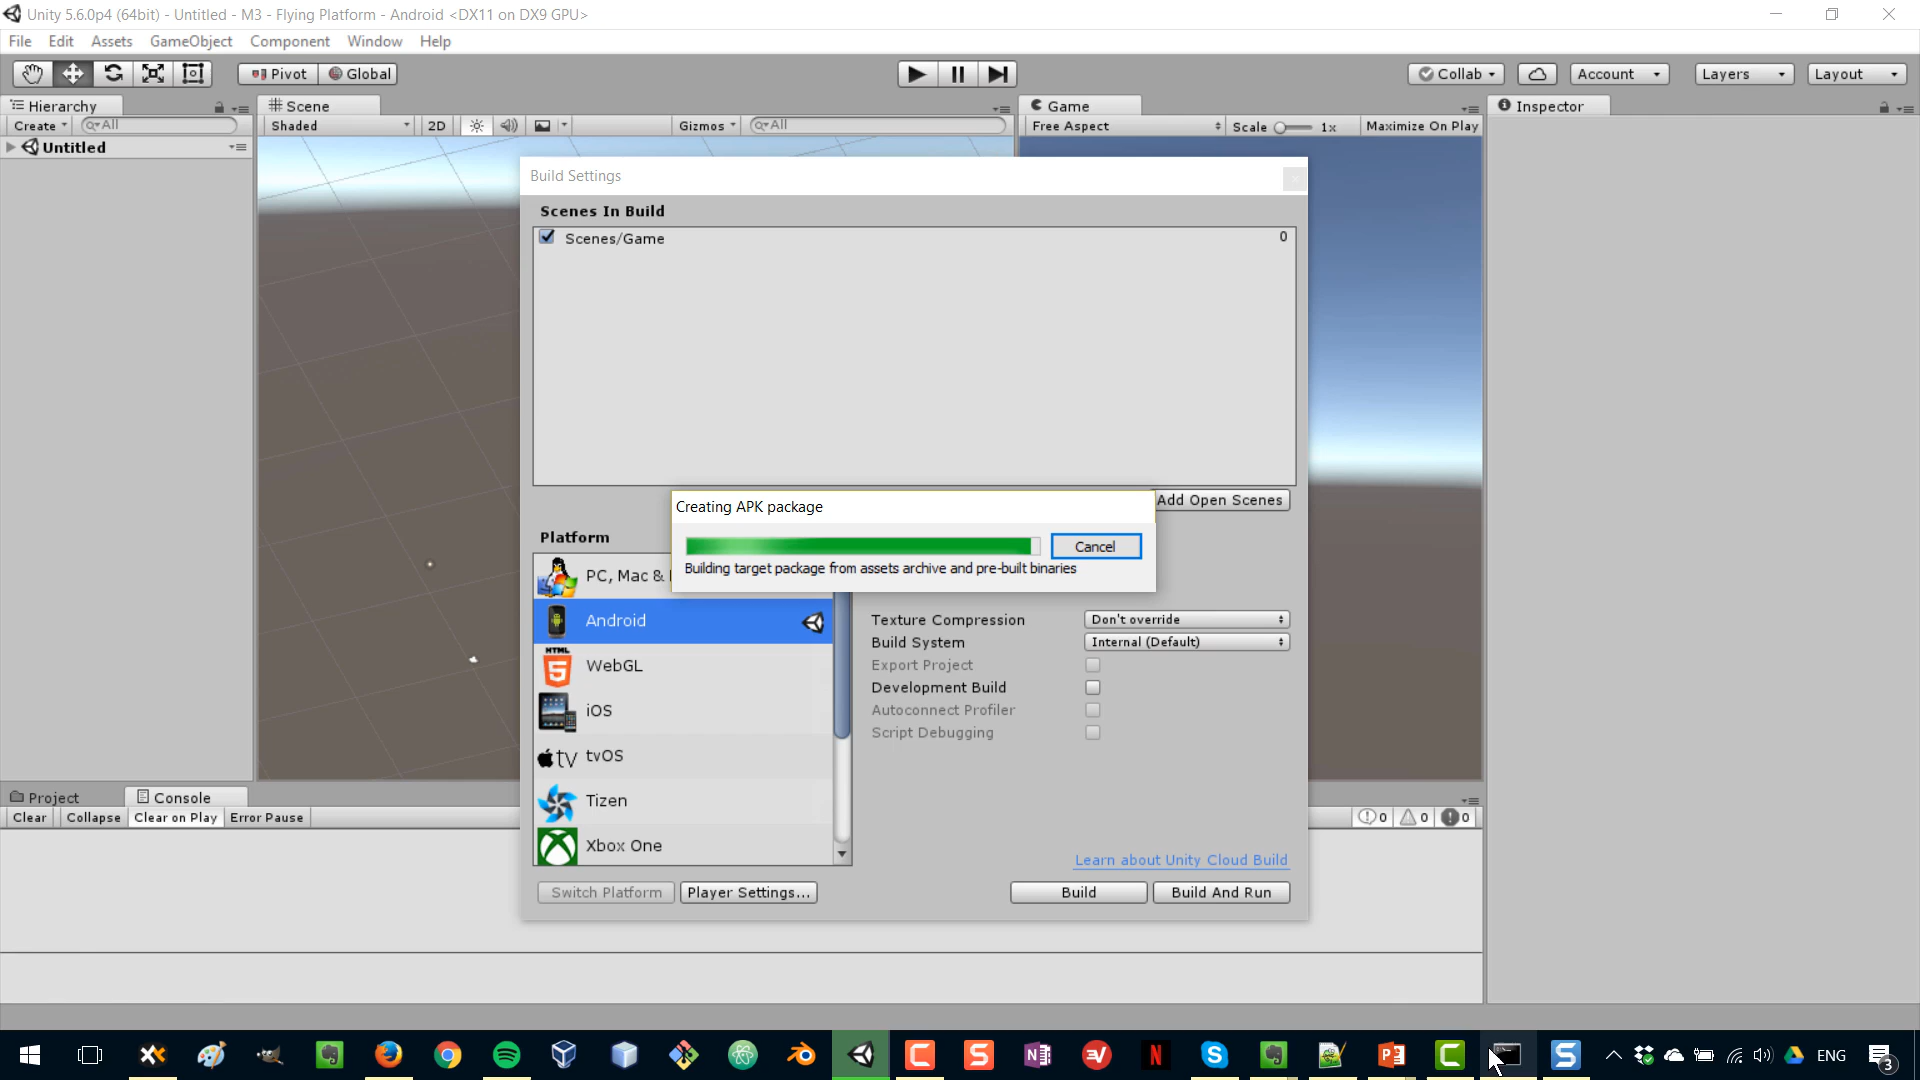 Unity 5.6.0p4 (64bit) - Untitled - M3 - Flying Platform - Android <DX11 on DX9 GPU>
File Edit Assets GameObject Component Window Help
Pivot Global Collab Account Layers Layout
Hierarchy Scene Game Inspector
Create All Shaded 2D Gizmos All Free Aspect Scale 1x Maximize On Play
Untitled
Build Settings
Scenes In Build
Scenes/Game 0
Add Open Scenes
Creating APK package
Cancel
Building target package from assets archive and pre-built binaries
Platform
PC, Mac &
Android
HTML
5
WebGL
iOS
tv tvOS
Tizen
Xbox One
Texture Compression Don't override
Build System Internal (Default)
Export Project
Development Build
Autoconnect Profiler
Script Debugging
Learn about Unity Cloud Build
Switch Platform Player Settings... Build Build And Run
Project Console
Clear Collapse Clear on Play Error Pause 0 0 0
ENG 3